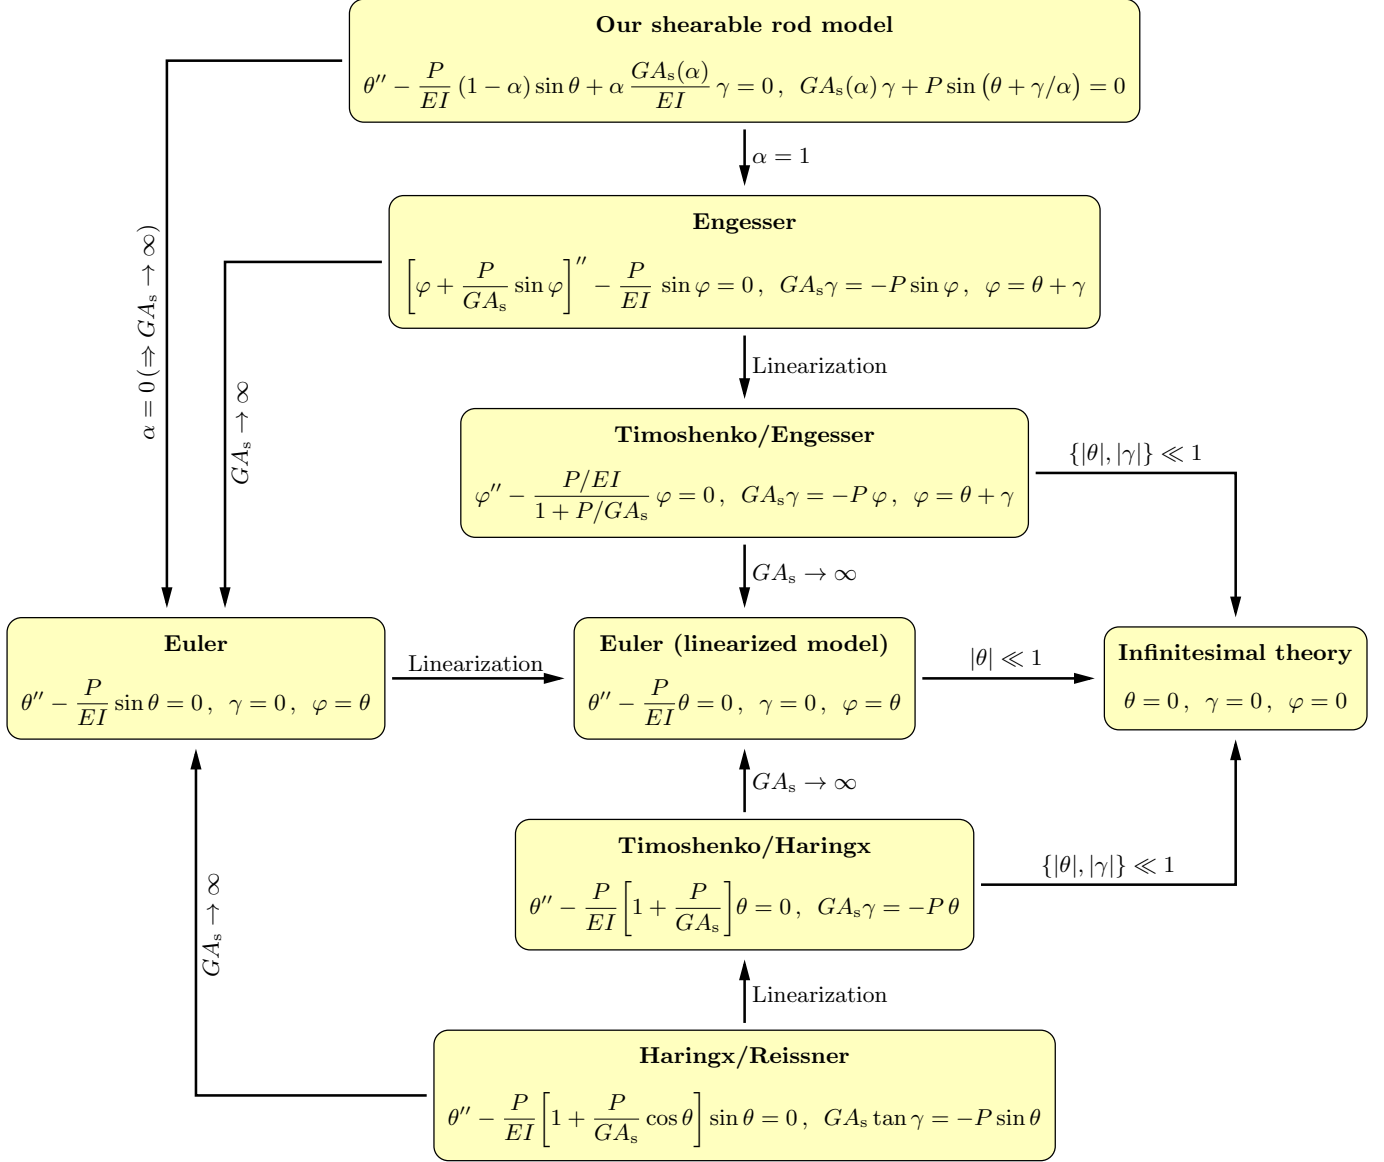 Our shearable rod model
θ″ − P/EI (1 − α) sin θ + α GAₛ(α)/EI γ = 0 , GAₛ(α) γ + P sin (θ + γ/α) = 0
α = 1
Engesser
[φ + P/GAₛ sin φ]″ − P/EI sin φ = 0 , GAₛγ = −P sin φ , φ = θ + γ
α = 0 (⇒ GAₛ → ∞)
GAₛ → ∞
Linearization
Timoshenko/Engesser
φ″ − (P/EI)/(1 + P/GAₛ) φ = 0 , GAₛγ = −P φ , φ = θ + γ
{|θ|, |γ|} ≪ 1
GAₛ → ∞
Euler
θ″ − P/EI sin θ = 0 , γ = 0 , φ = θ
Linearization
Euler (linearized model)
θ″ − P/EI θ = 0 , γ = 0 , φ = θ
|θ| ≪ 1
Infinitesimal theory
θ = 0 , γ = 0 , φ = 0
GAₛ → ∞
Timoshenko/Haringx
θ″ − P/EI [1 + P/GAₛ] θ = 0 , GAₛγ = −P θ
{|θ|, |γ|} ≪ 1
GAₛ → ∞
Linearization
Haringx/Reissner
θ″ − P/EI [1 + P/GAₛ cos θ] sin θ = 0 , GAₛ tan γ = −P sin θ